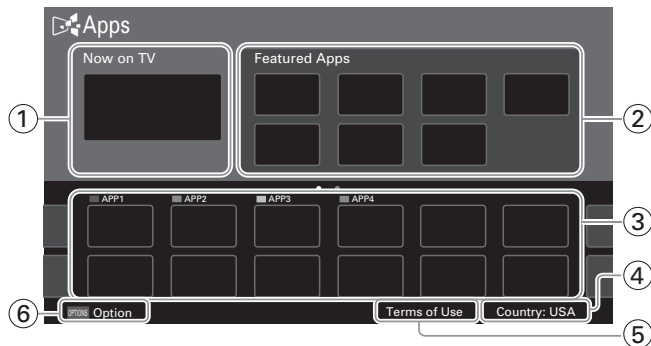 Apps
Now on TV
Featured Apps
1
2
APP1 APP2 APP3 APP4
3
4
6
OPTIONS Option
Terms of Use
Country: USA
5